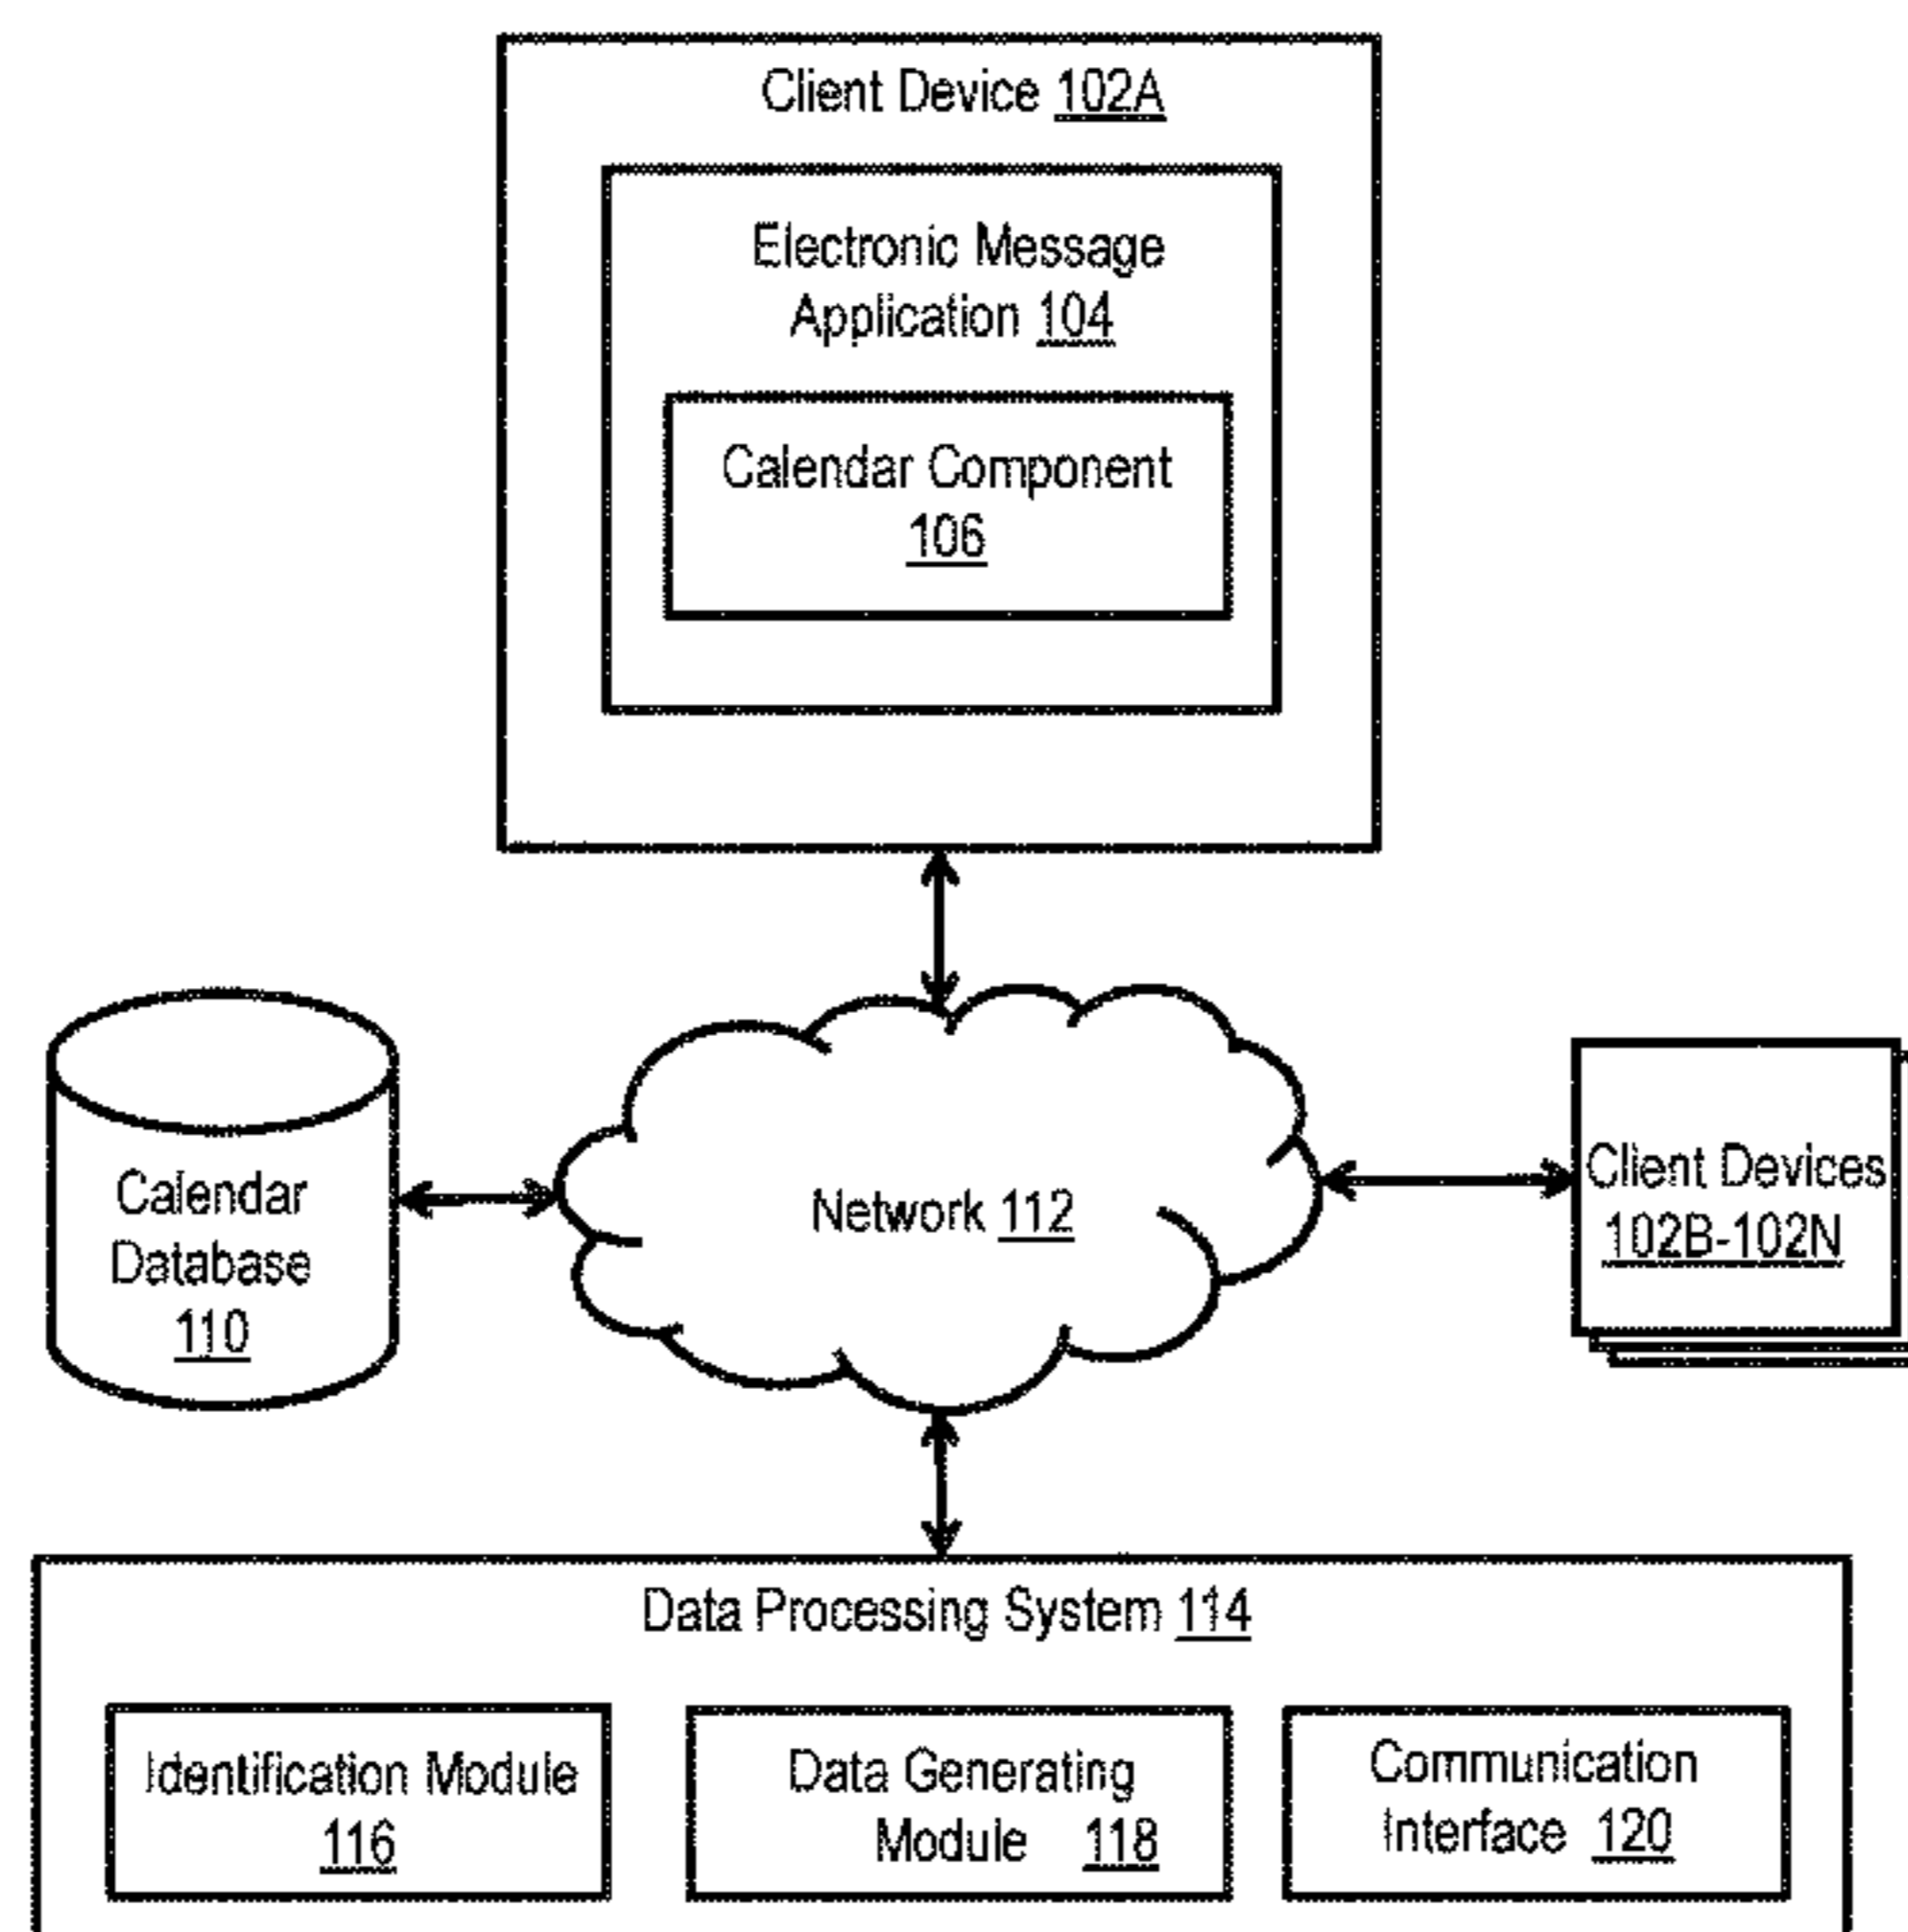 Client Device 102A
Electronic Message
Application 104
Calendar Component
106
Calendar
Database
110
Network 112
Client Devices
102B-102N
Data Processing System 114
Identification Module
116
Data Generating
Module 118
Communication
Interface 120